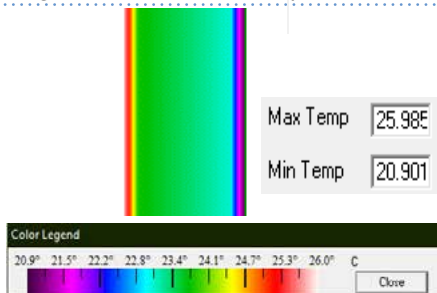 Max Temp 25.985
Min Temp 20.901
Color Legend
20.9° 21.5° 22.2° 22.8° 23.4° 24.1° 24.7° 25.3° 26.0° C
Close